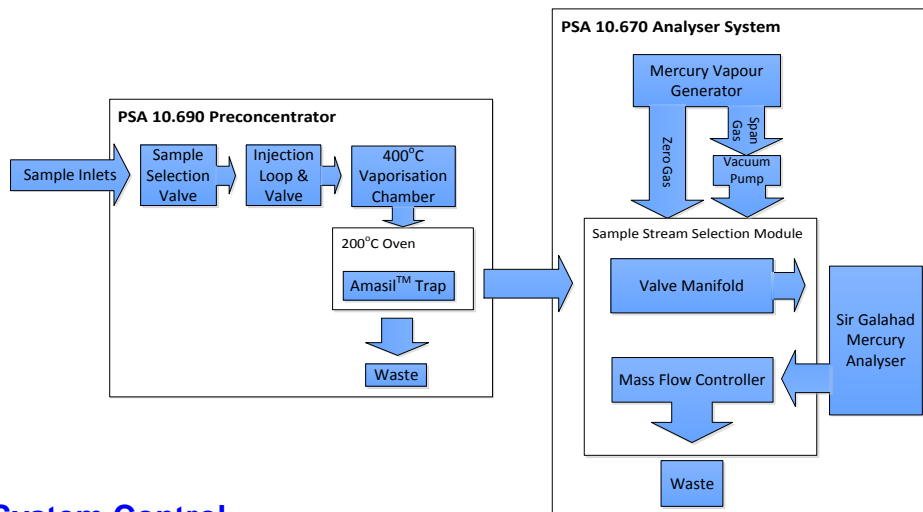 PSA 10.670 Analyser System
Mercury Vapour
Generator
Zero Gas
Span
Gas
Vacuum
Pump
PSA 10.690 Preconcentrator
Sample Inlets
Sample
Selection
Valve
Injection
Loop &
Valve
400°C
Vaporisation
Chamber
200°C Oven
Amasil™ Trap
Waste
Sample Stream Selection Module
Valve Manifold
Mass Flow Controller
Sir Galahad
Mercury
Analyser
Waste
System Control